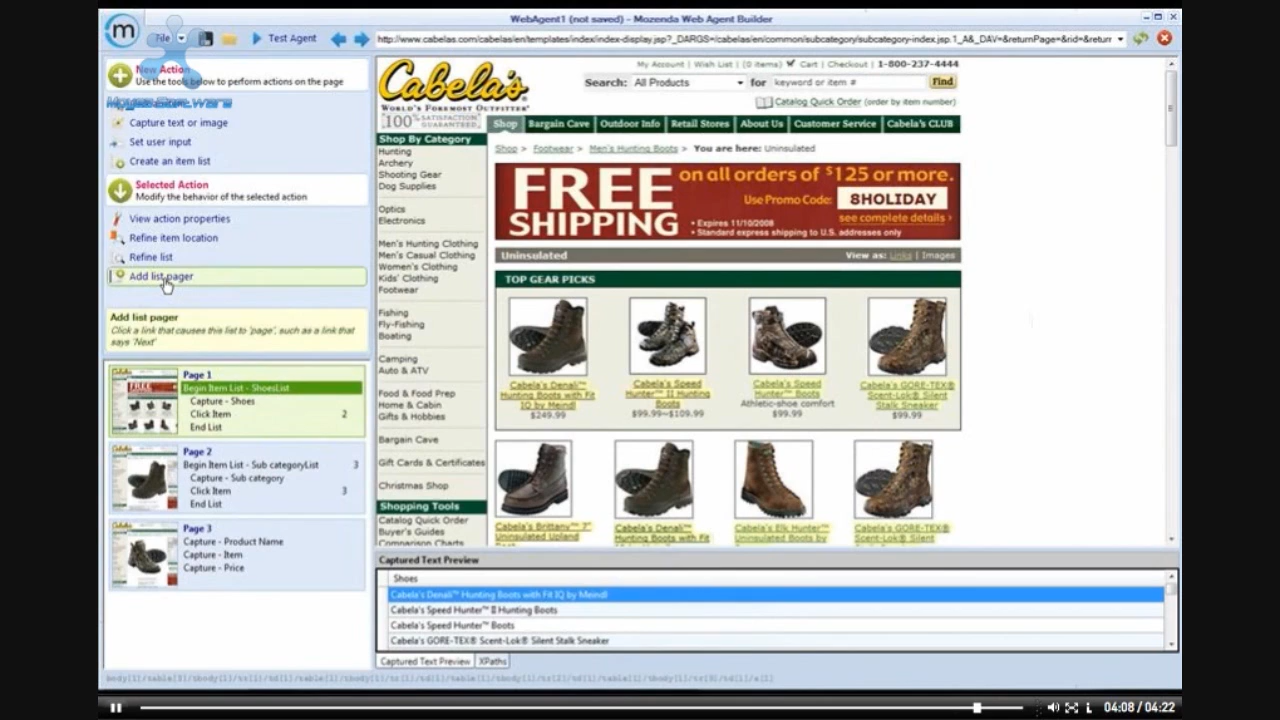 WebAgent1 (not saved) - Mozenda Web Agent Builder
File
Test Agent
http://www.cabelas.com/cabelas/en/templates/index/index-display.jsp?_DARGS=/cabelas/en/common/subcategory/subcategory-index.jsp.1_A&_DAV=&returnPage=&rid=&return
New Action
Use the tools below to perform actions on the page
Capture text or image
Set user input
Create an item list
Selected Action
Modify the behavior of the selected action
View action properties
Refine item location
Refine list
Add list pager
Add list pager
Click a link that causes this list to 'page', such as a link that
says 'Next'
Page 1
Begin Item List - ShoesList
Capture - Shoes
Click Item 2
End List
Page 2
Begin Item List - Sub categoryList 3
Capture - Sub category
Click Item 3
End List
Page 3
Capture - Product Name
Capture - Item
Capture - Price
Cabela's
WORLD'S FOREMOST OUTFITTER
100% SATISFACTION GUARANTEED
My Account | Wish List | (0 items) Cart | Checkout | 1-800-237-4444
Search: All Products for keyword or item # Find
Catalog Quick Order (order by item number)
Shop Bargain Cave Outdoor Info Retail Stores About Us Customer Service Cabela's CLUB
Shop By Category
Hunting
Archery
Shooting Gear
Dog Supplies
Optics
Electronics
Men's Hunting Clothing
Men's Casual Clothing
Women's Clothing
Kids' Clothing
Footwear
Fishing
Fly-Fishing
Boating
Camping
Auto & ATV
Food & Food Prep
Home & Cabin
Gifts & Hobbies
Bargain Cave
Gift Cards & Certificates
Christmas Shop
Shopping Tools
Catalog Quick Order
Buyer's Guides
Comparison Charts
Shop > Footwear > Men's Hunting Boots > You are here: Uninsulated
FREE
SHIPPING
on all orders of $125 or more.
Use Promo Code: 8HOLIDAY
see complete details ›
• Expires 11/10/2008
• Standard express shipping to U.S. addresses only
Uninsulated View as: Links | Images
TOP GEAR PICKS
Cabela's Denali™
Hunting Boots with Fit
IQ by Meindl
$249.99
Cabela's Speed
Hunter™ II Hunting
Boots
$99.99–$109.99
Cabela's Speed
Hunter™ Boots
Athletic-shoe comfort
$99.99
Cabela's GORE-TEX®
Scent-Lok® Silent
Stalk Sneaker
$99.99
Cabela's Brittany™ 7"
Uninsulated Upland
Cabela's Denali™
Hunting Boots with Fit
Cabela's Elk Hunter™
Uninsulated Boots by
Cabela's GORE-TEX®
Scent-Lok® Silent
Captured Text Preview
Shoes
Cabela's Denali™ Hunting Boots with Fit IQ by Meindl
Cabela's Speed Hunter™ II Hunting Boots
Cabela's Speed Hunter™ Boots
Cabela's GORE-TEX® Scent-Lok® Silent Stalk Sneaker
Captured Text Preview XPaths
04:08 / 04:22